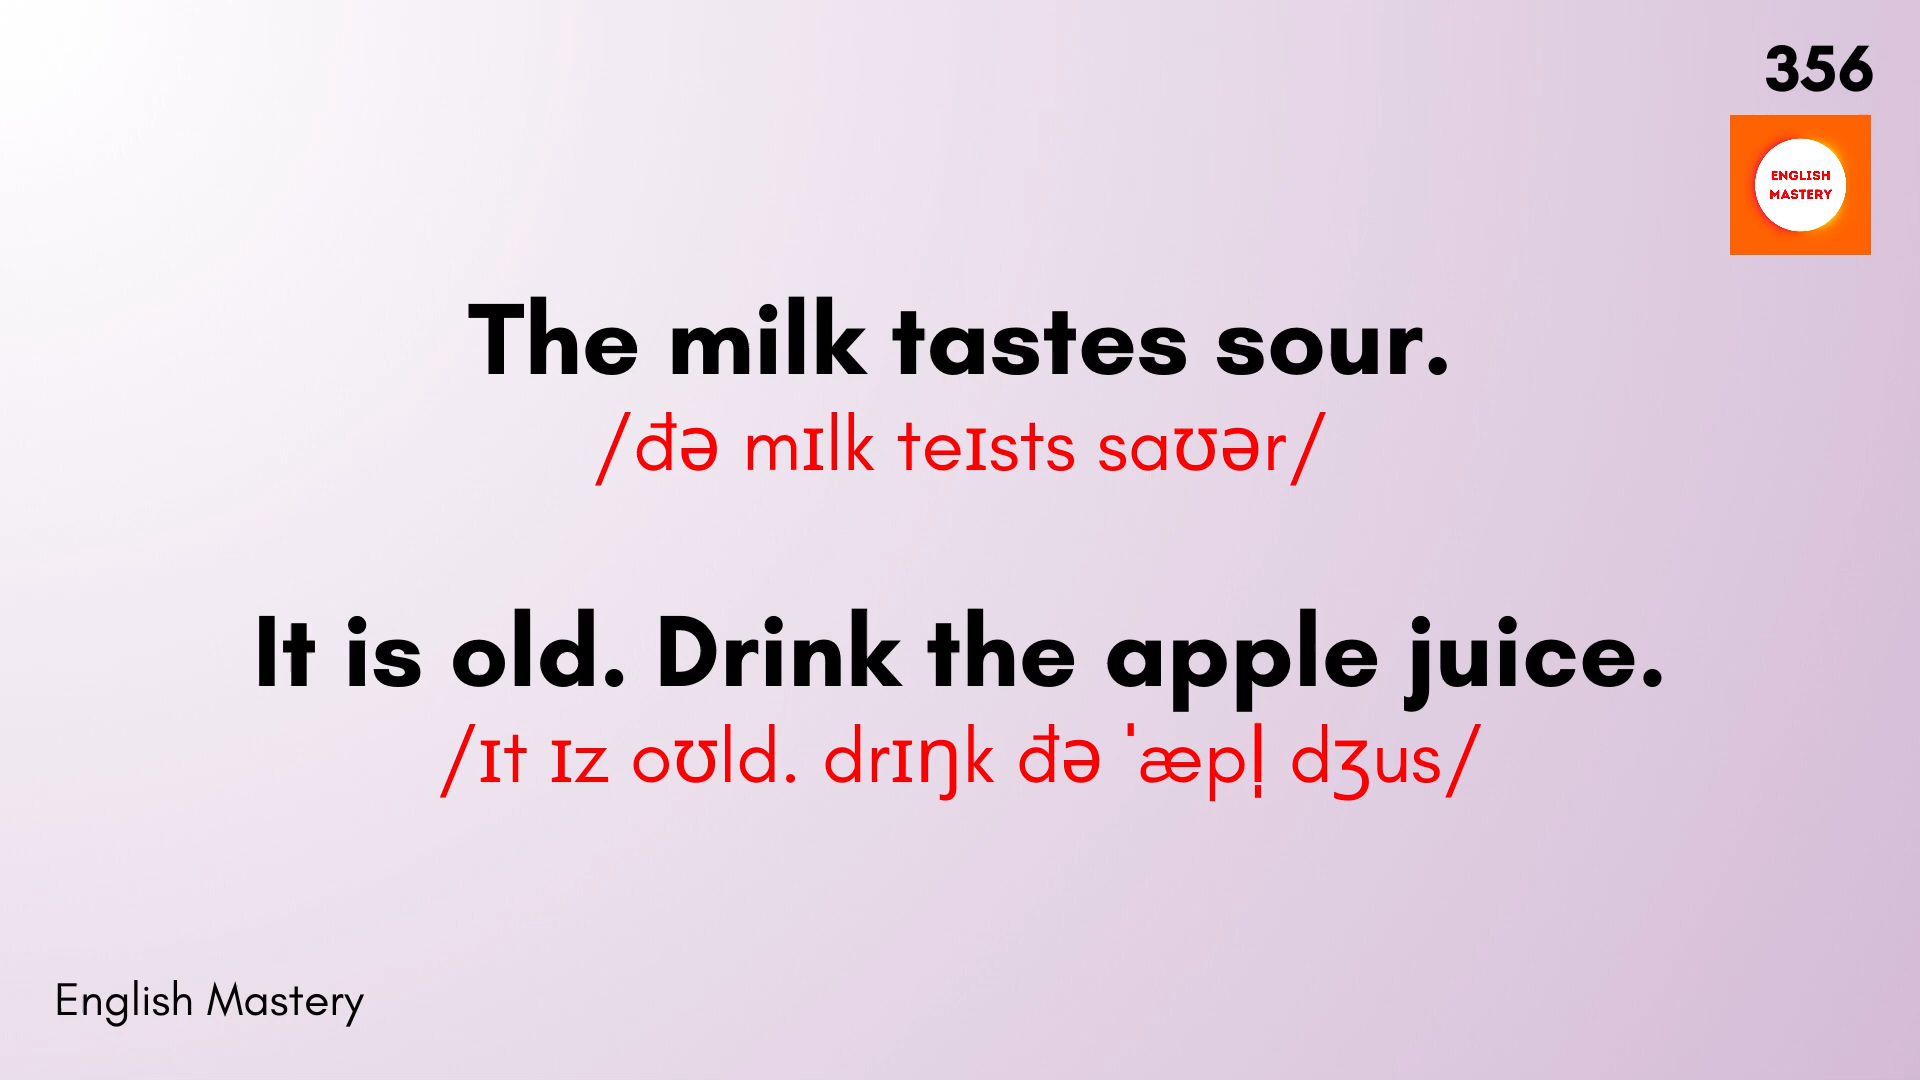 356
ENGLISH
MASTERY
The milk tastes sour.
/đə mɪlk teɪsts saʊər/
It is old. Drink the apple juice.
/ɪt ɪz oʊld. drɪŋk đə ˈæpl̩ dʒus/
English Mastery